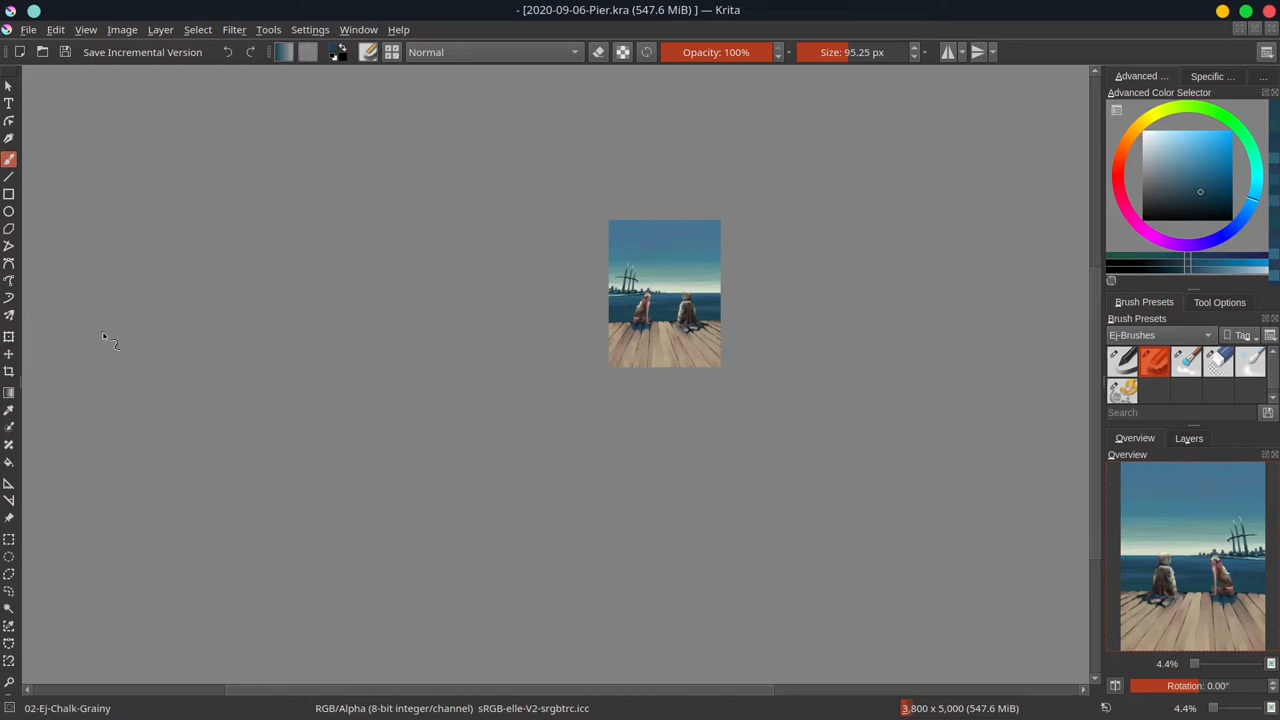 - [2020-09-06-Pier.kra (547.6 MiB) ] — Krita
File Edit View Image Layer Select Filter Tools Settings Window Help
Save Incremental Version Normal Opacity: 100% Size: 95.25 px
Advanced ... Specific ... ...
Advanced Color Selector
Brush Presets Tool Options
Brush Presets
Ej-Brushes Tag
Search
Overview Layers
Overview
4.4%
Rotation: 0.00°
02-Ej-Chalk-Grainy RGB/Alpha (8-bit integer/channel) sRGB-elle-V2-srgbtrc.icc 3,800 x 5,000 (547.6 MiB) 4.4%